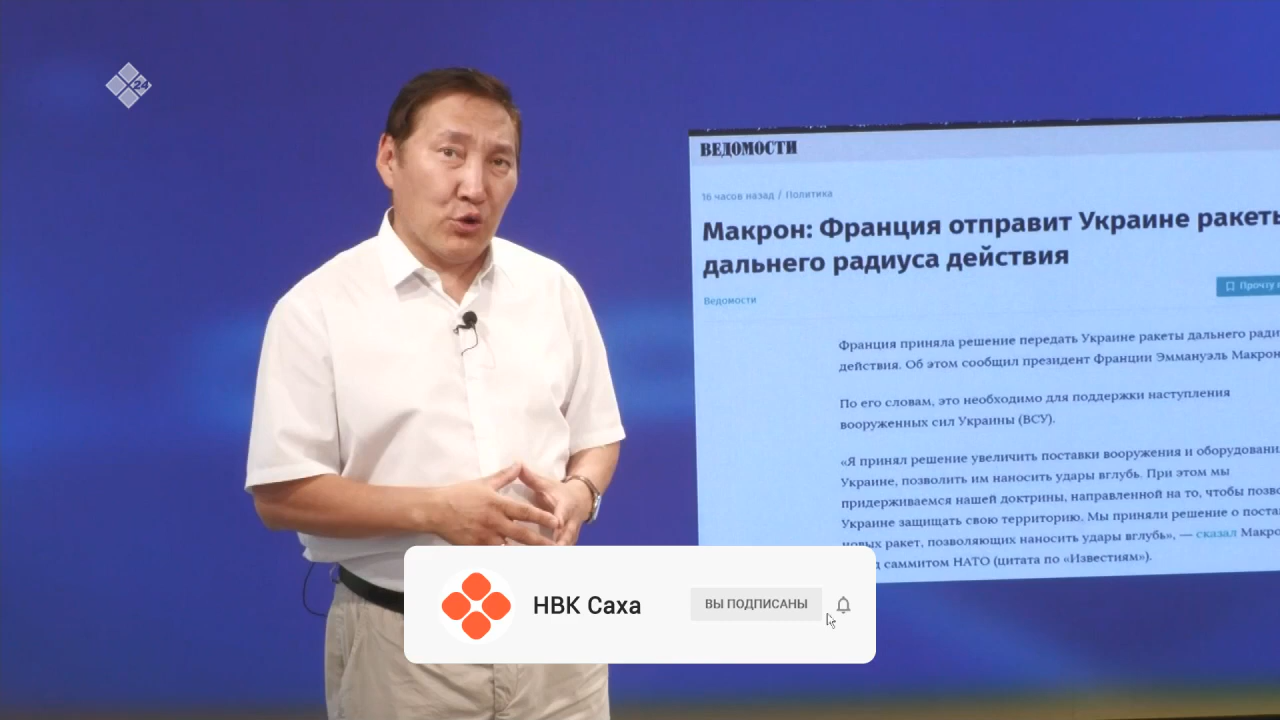 24
ВЕДОМОСТИ
16 часов назад / Политика
Макрон: Франция отправит Украине ракеты
дальнего радиуса действия
Ведомости
Прочту
Франция приняла решение передать Украине ракеты дальнего ради
действия. Об этом сообщил президент Франции Эммануэль Макрон
По его словам, это необходимо для поддержки наступления
вооруженных сил Украины (ВСУ).
«Я принял решение увеличить поставки вооружения и оборудовани
Украине, позволить им наносить удары вглубь. При этом мы
придерживаемся нашей доктрины, направленной на то, чтобы позво
Украине защищать свою территорию. Мы приняли решение о поста
новых ракет, позволяющих наносить удары вглубь», — сказал Макро
саммитом НАТО (цитата по «Известиям»).
НВК Саха
ВЫ ПОДПИСАНЫ